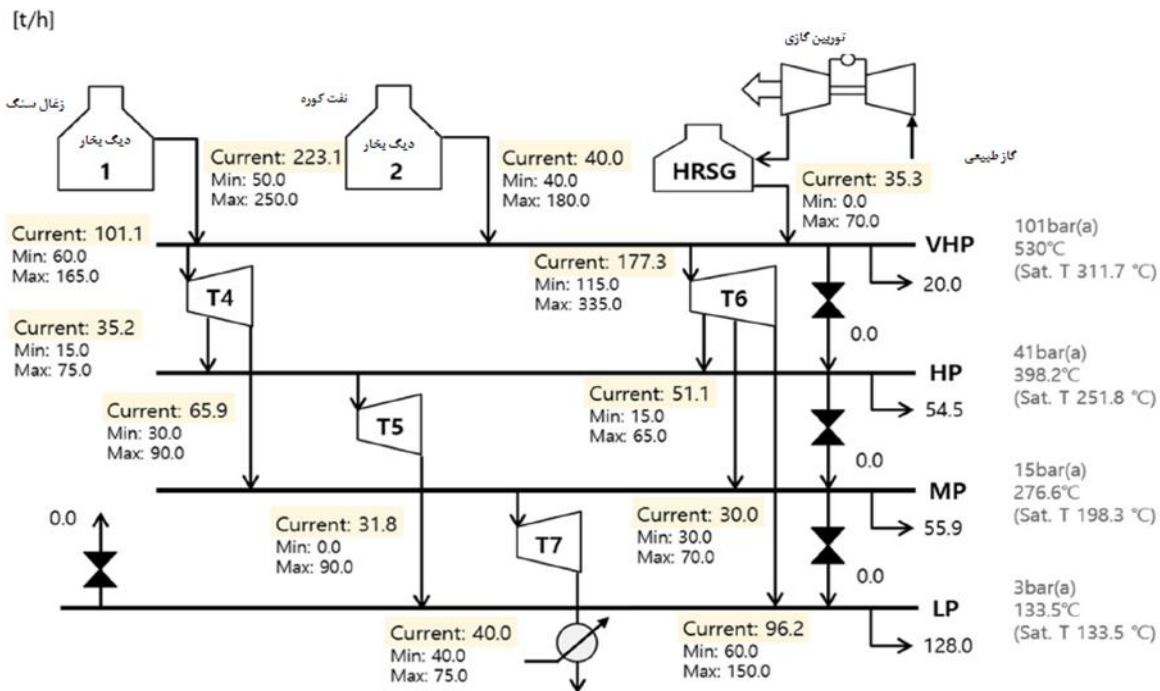 [t/h]
توربین گازی
زغال سنگ
نفت کوره
دیگ بخار
1
دیگ بخار
2
HRSG
گاز طبیعی
Current: 223.1
Min: 50.0
Max: 250.0
Current: 40.0
Min: 40.0
Max: 180.0
Current: 35.3
Min: 0.0
Max: 70.0
Current: 101.1
Min: 60.0
Max: 165.0
Current: 177.3
Min: 115.0
Max: 335.0
VHP
101bar(a)
530℃
(Sat. T 311.7 ℃)
20.0
T4
T6
0.0
Current: 35.2
Min: 15.0
Max: 75.0
HP
41bar(a)
398.2℃
(Sat. T 251.8 ℃)
54.5
Current: 65.9
Min: 30.0
Max: 90.0
T5
Current: 51.1
Min: 15.0
Max: 65.0
0.0
MP
15bar(a)
276.6℃
(Sat. T 198.3 ℃)
55.9
0.0
Current: 31.8
Min: 0.0
Max: 90.0
T7
Current: 30.0
Min: 30.0
Max: 70.0
0.0
LP
3bar(a)
133.5℃
(Sat. T 133.5 ℃)
128.0
Current: 40.0
Min: 40.0
Max: 75.0
Current: 96.2
Min: 60.0
Max: 150.0